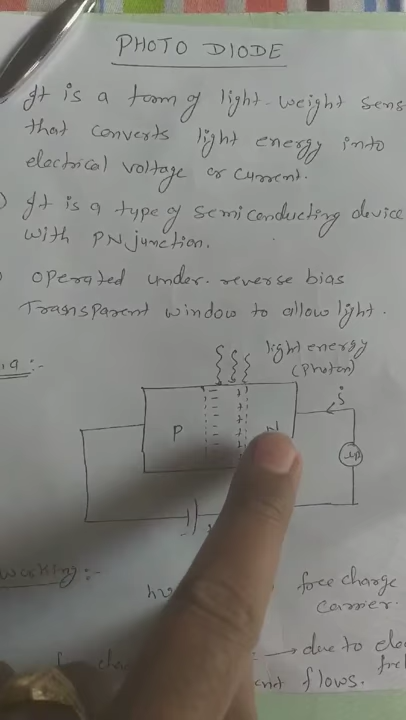 PHOTO DIODE
It is a form of light-weight sens
that converts light energy into
electrical voltage or current.
It is a type of semiconducting device
with PN junction.
operated under reverse bias
Transparent window to allow light.
light energy
(photon)
P
N
working:-
force charge
carrier.
→ due to
flows.